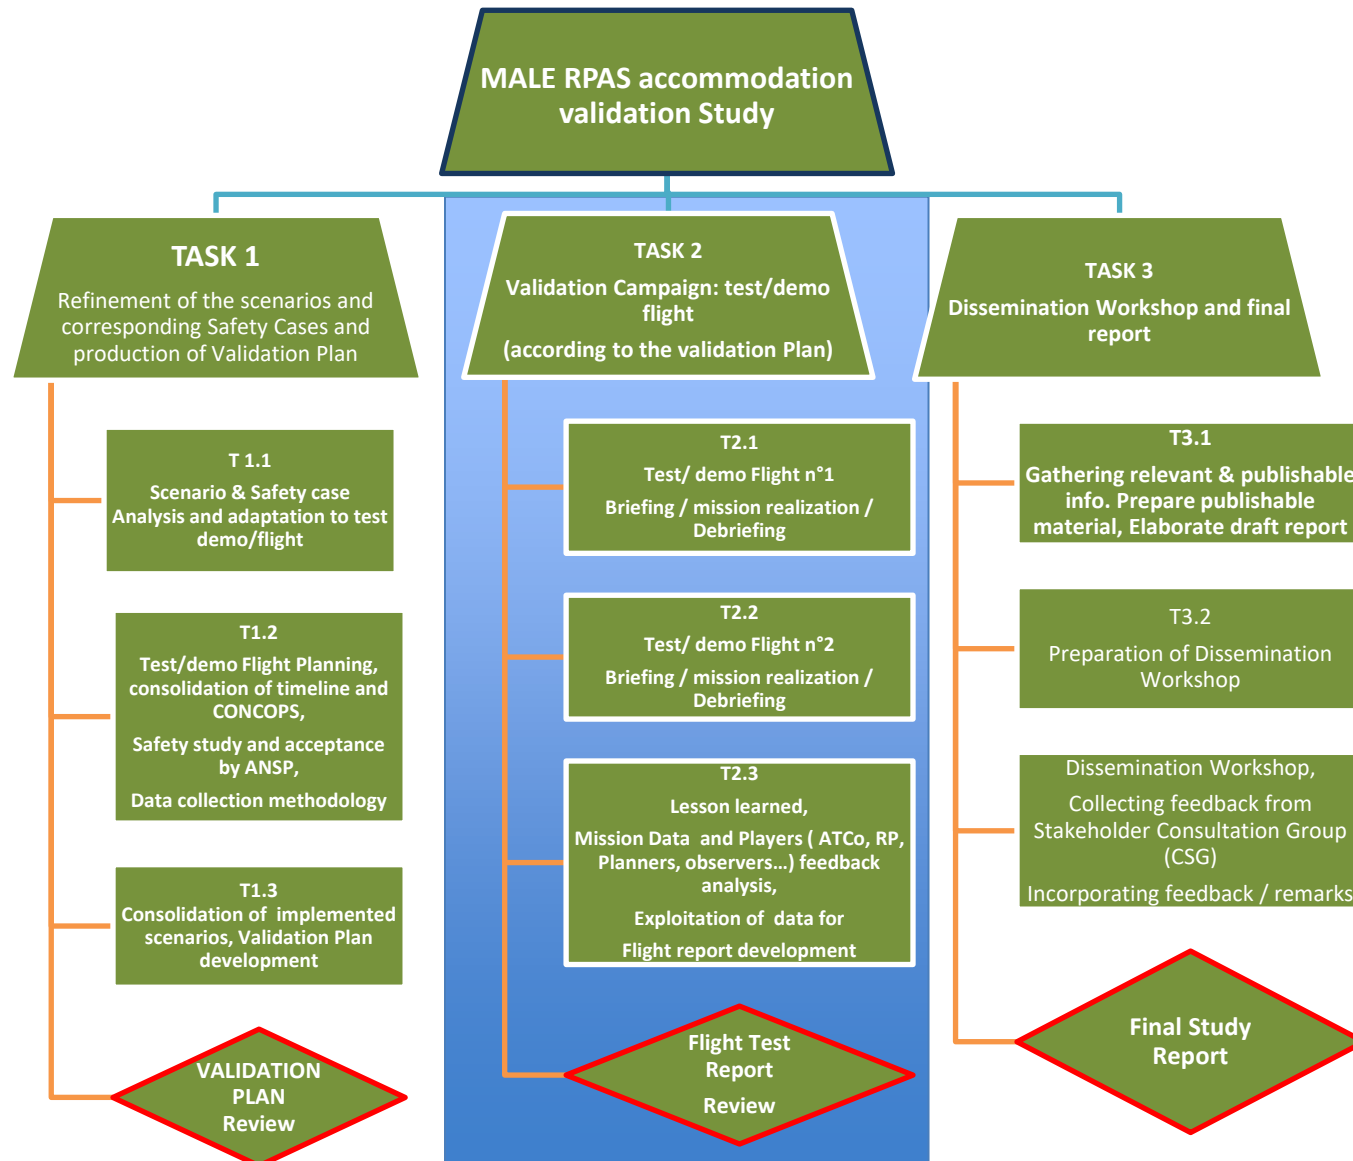 MALE RPAS accommodation
validation Study
TASK 1
Refinement of the scenarios and
corresponding Safety Cases and
production of Validation Plan
T 1.1
Scenario & Safety case
Analysis and adaptation to test
demo/flight
T1.2
Test/demo Flight Planning,
consolidation of timeline and
CONCOPS,
Safety study and acceptance
by ANSP,
Data collection methodology
T1.3
Consolidation of implemented
scenarios, Validation Plan
development
VALIDATION
PLAN
Review
TASK 2
Validation Campaign: test/demo
flight
(according to the validation Plan)
T2.1
Test/ demo Flight n°1
Briefing / mission realization /
Debriefing
T2.2
Test/ demo Flight n°2
Briefing / mission realization /
Debriefing
T2.3
Lesson learned,
Mission Data and Players ( ATCo, RP,
Planners, observers...) feedback
analysis,
Exploitation of data for
Flight report development
Flight Test
Report
Review
TASK 3
Dissemination Workshop and final
report
T3.1
Gathering relevant & publishable
info. Prepare publishable
material, Elaborate draft report
T3.2
Preparation of Dissemination
Workshop
Dissemination Workshop,
Collecting feedback from
Stakeholder Consultation Group
(CSG)
Incorporating feedback / remarks
Final Study
Report